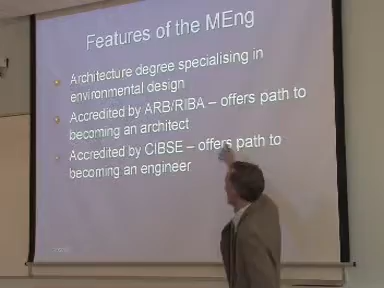 Features of the MEng
Architecture degree specialising in
environmental design
Accredited by ARB/RIBA – offers path to
becoming an architect
Accredited by CIBSE – offers path to
becoming an engineer